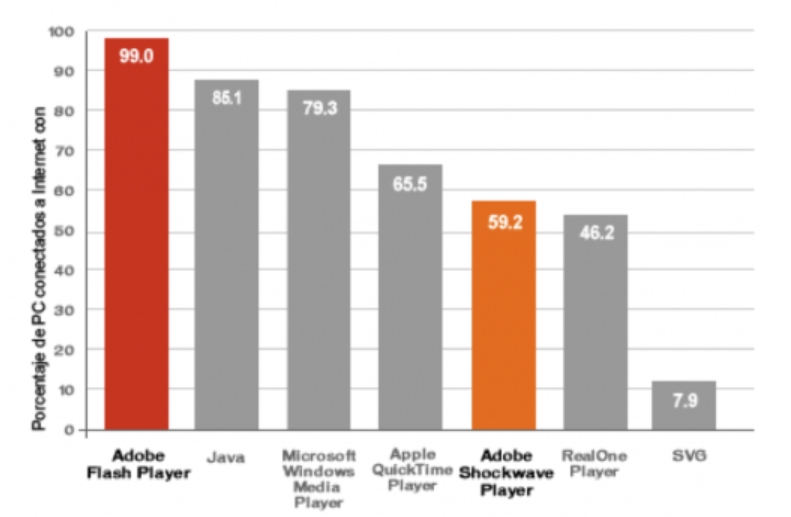 Porcentaje de PC conectados a Internet con
100
90
80
70
60
50
40
30
20
10
0
99.0
85.1
79.3
65.5
59.2
46.2
7.9
Adobe
Flash Player
Java
Microsoft
Windows
Media
Player
Apple
QuickTime
Player
Adobe
Shockwave
Player
RealOne
Player
SVG